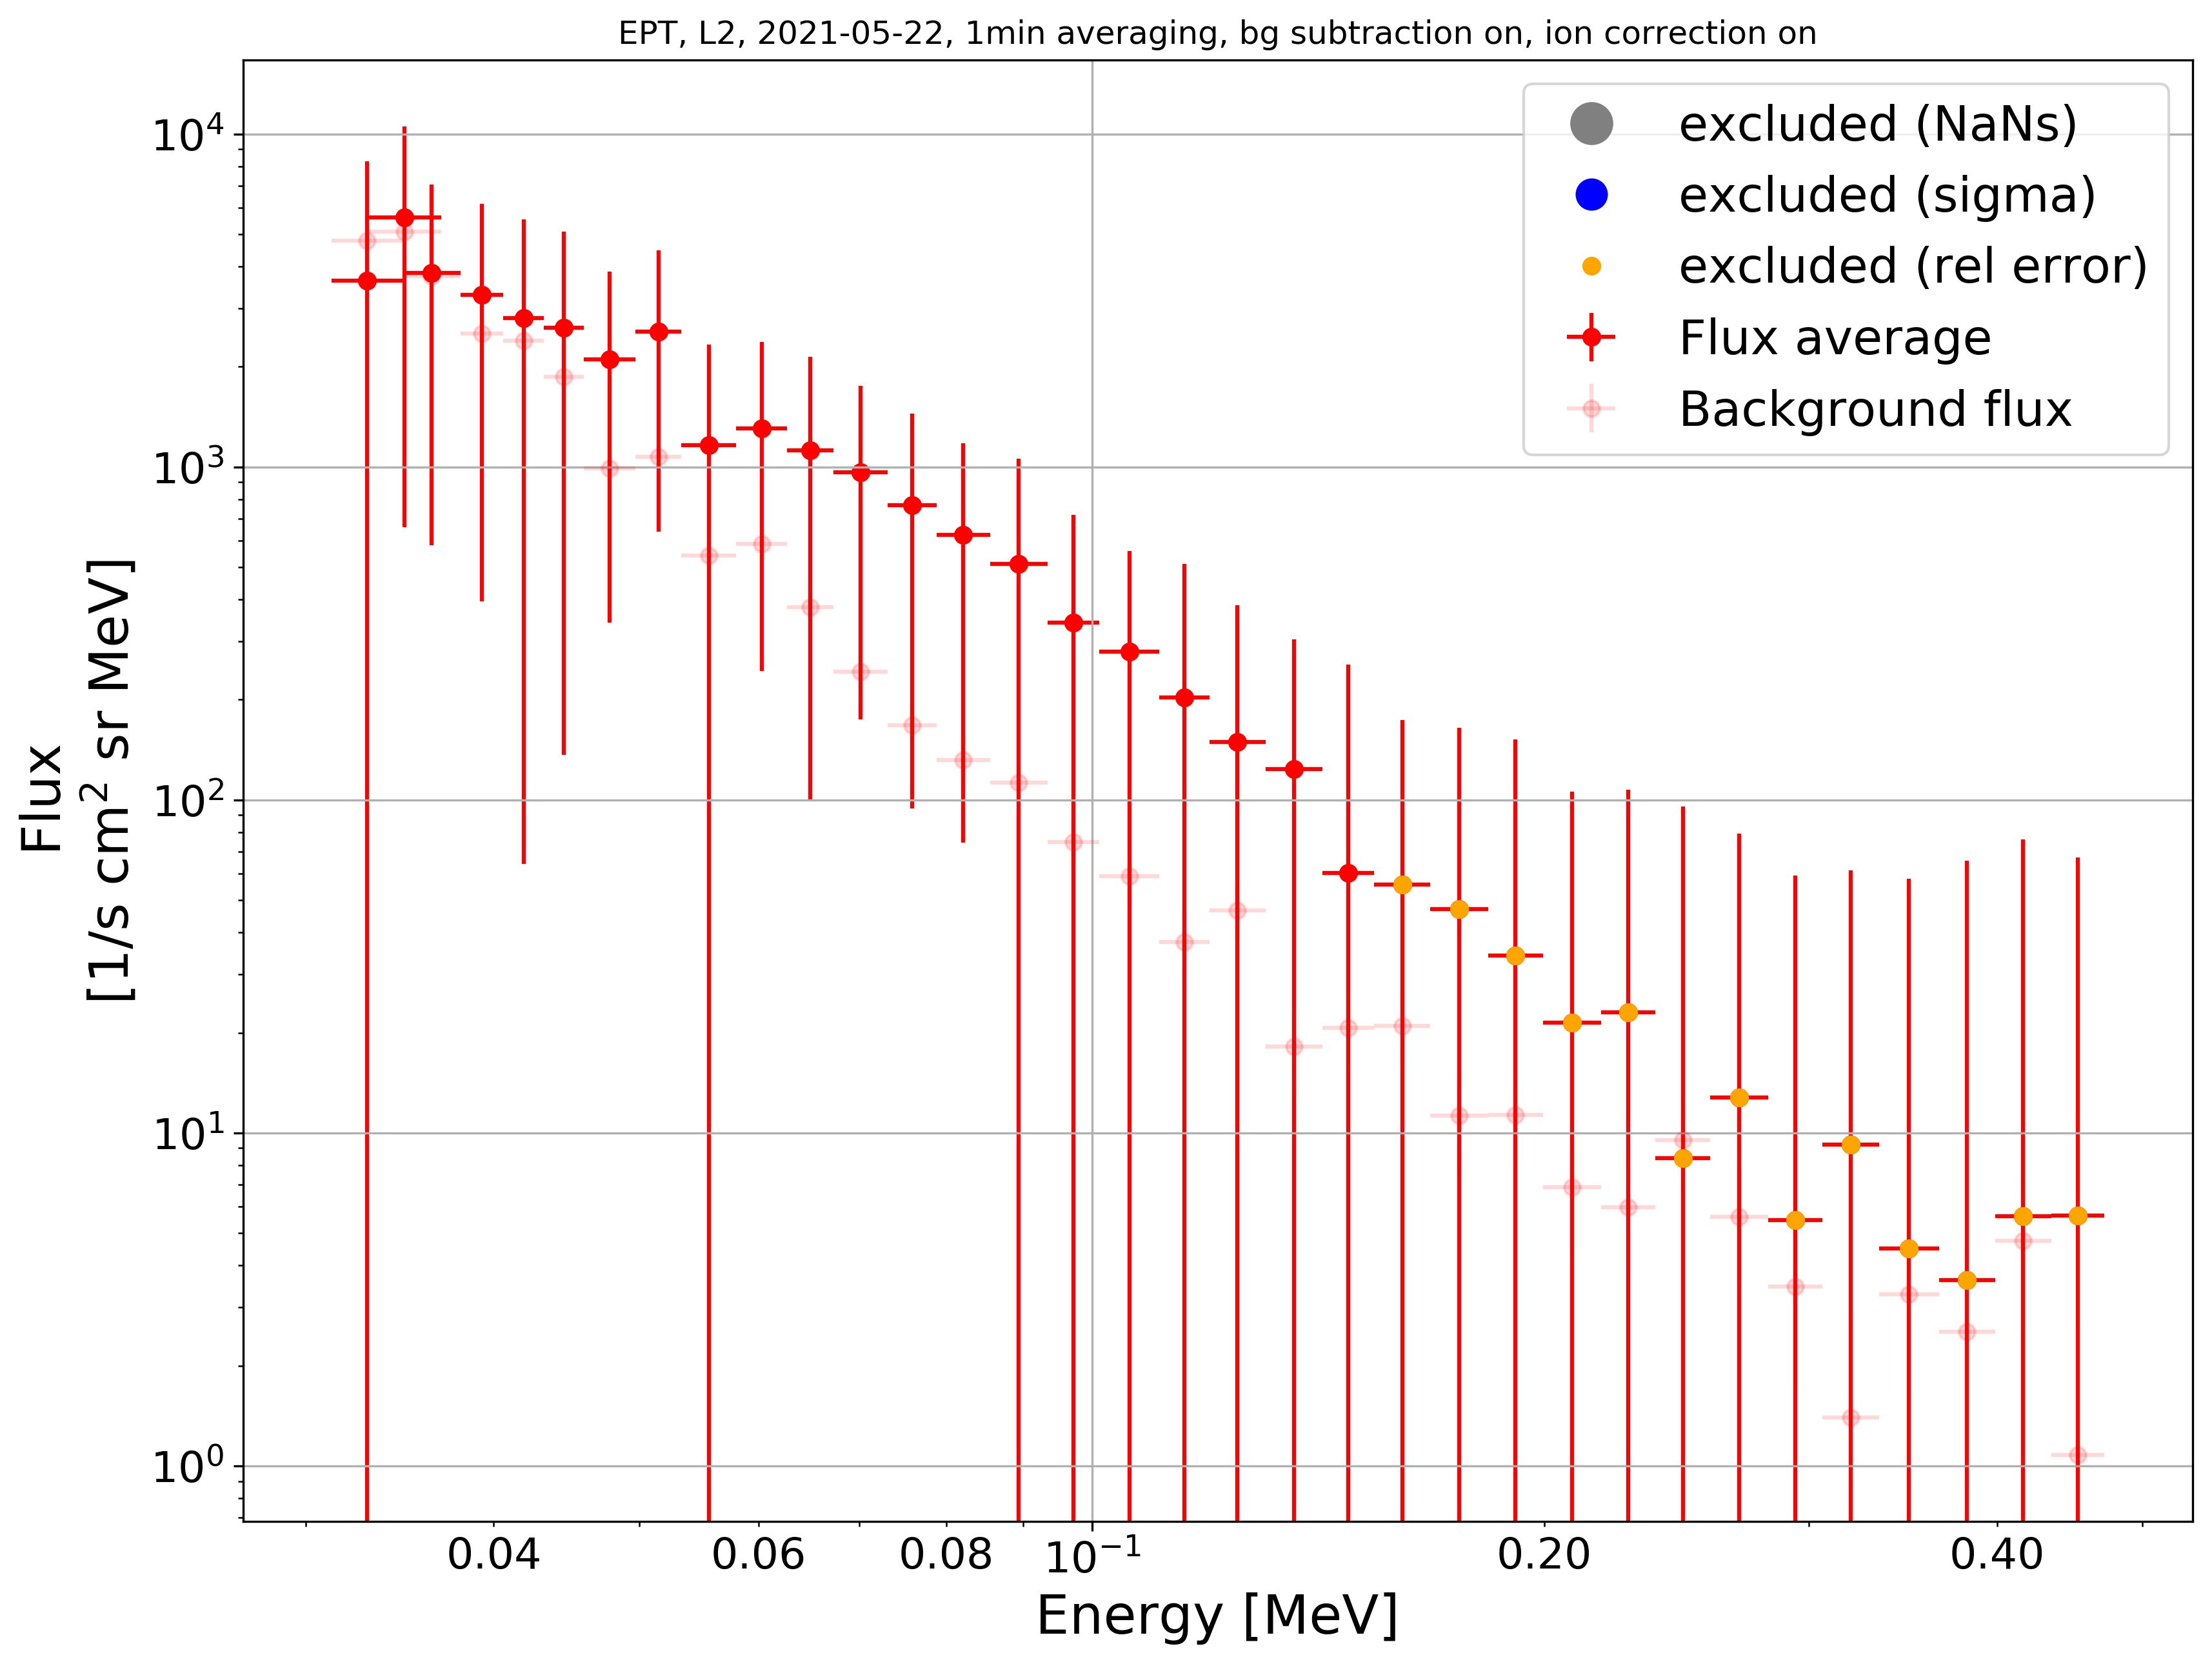 EPT, L2, 2021-05-22, 1min averaging, bg subtraction on, ion correction on
excluded (NaNs)
excluded (sigma)
excluded (rel error)
Flux average
Background flux
10⁴
10³
10²
10¹
10⁰
Flux
[1/s cm² sr MeV]
0.04 0.06 0.08 10⁻¹ 0.20 0.40
Energy [MeV]